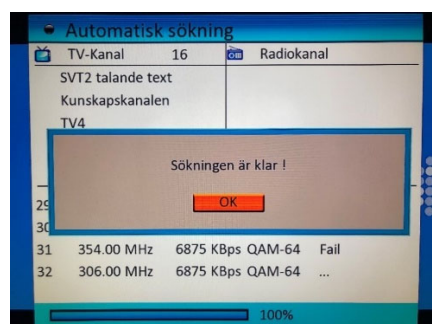 Automatisk sökning
TV-Kanal 16 Radiokanal
SVT2 talande text
Kunskapskanalen
TV4
Sökningen är klar !
OK
29
30
31 354.00 MHz 6875 KBps QAM-64 Fail
32 306.00 MHz 6875 KBps QAM-64 ...
100%